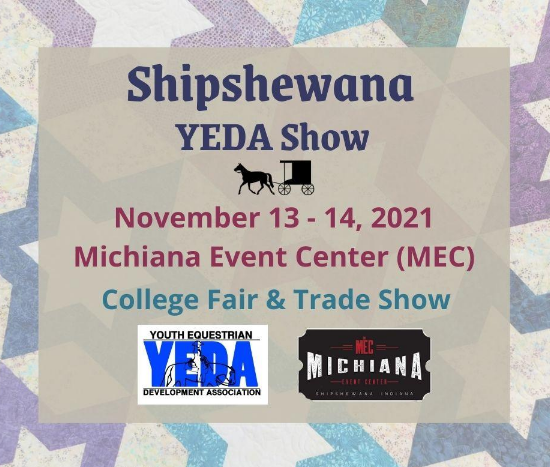 Shipshewana
YEDA Show
November 13 - 14, 2021
Michiana Event Center (MEC)
College Fair & Trade Show
YOUTH EQUESTRIAN
YEDA
DEVELOPMENT ASSOCIATION
MEC
MICHIANA
EVENT CENTER
SHIPSHEWANA, INDIANA